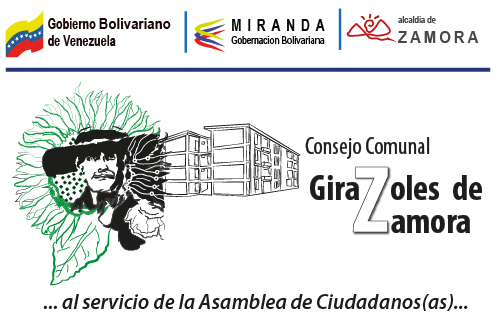 Gobierno Bolivariano
de Venezuela
MIRANDA
Gobernacion Bolivariana
alcaldía de
ZAMORA
Consejo Comunal
GiraZoles de
Zamora
... al servicio de la Asamblea de Ciudadanos(as)...